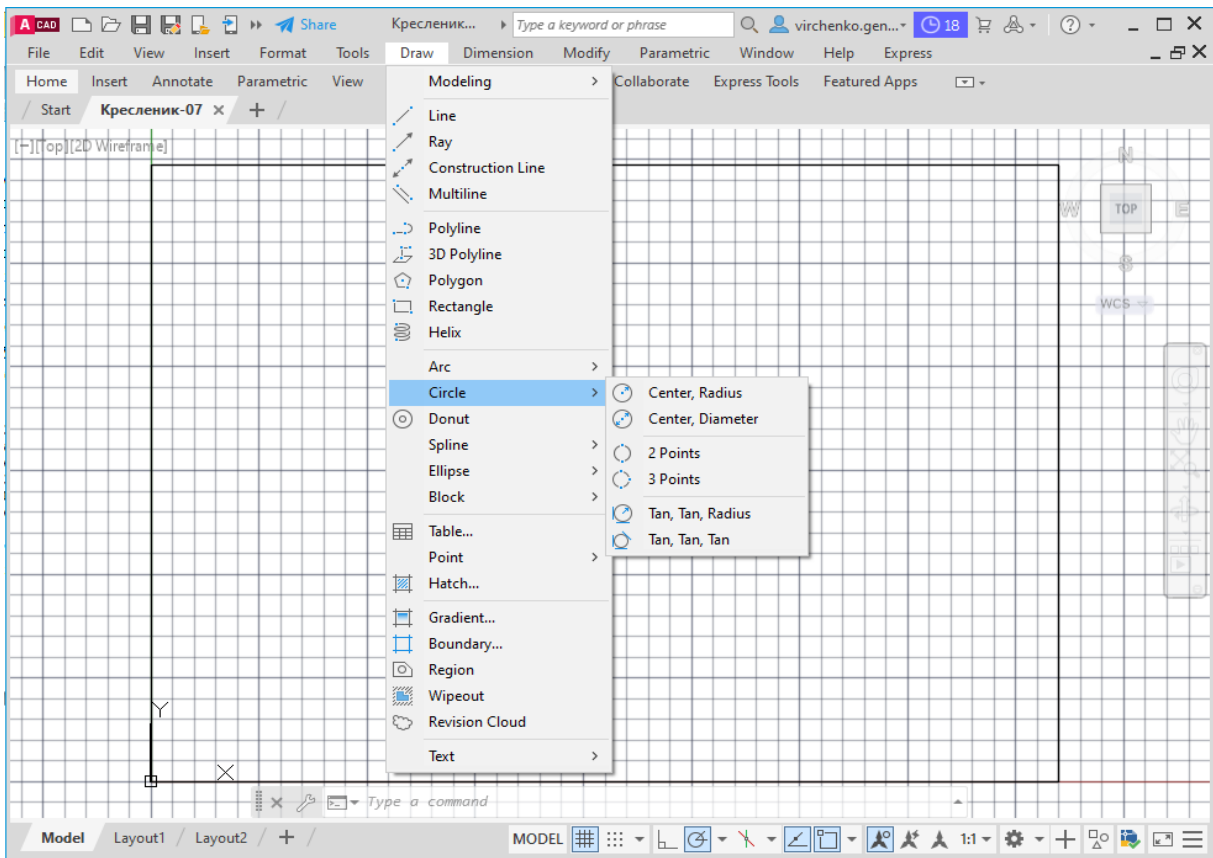 A CAD Share Кресленик... Type a keyword or phrase virchenko.gen... 18
File Edit View Insert Format Tools Draw Dimension Modify Parametric Window Help Express
Home Insert Annotate Parametric View Collaborate Express Tools Featured Apps
Start Кресленик-07
Modeling
Line
[−][Top][2D Wireframe]
Ray
N
Construction Line
Multiline
W TOP E
Polyline
3D Polyline
S
Polygon
Rectangle
WCS
Helix
Arc
Circle
Center, Radius
Donut
Center, Diameter
Spline
2 Points
Ellipse
3 Points
Block
Tan, Tan, Radius
Table...
Tan, Tan, Tan
Point
Hatch...
Gradient...
Boundary...
Region
Wipeout
Y
Revision Cloud
Text
X
Type a command
Model Layout1 Layout2 MODEL 1:1